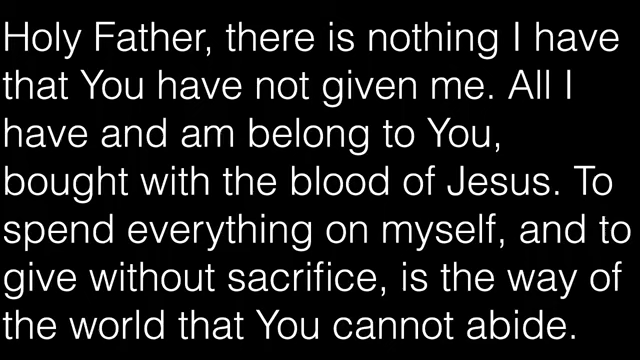 Holy Father, there is nothing I have
that You have not given me. All I
have and am belong to You,
bought with the blood of Jesus. To
spend everything on myself, and to
give without sacrifice, is the way of
the world that You cannot abide.